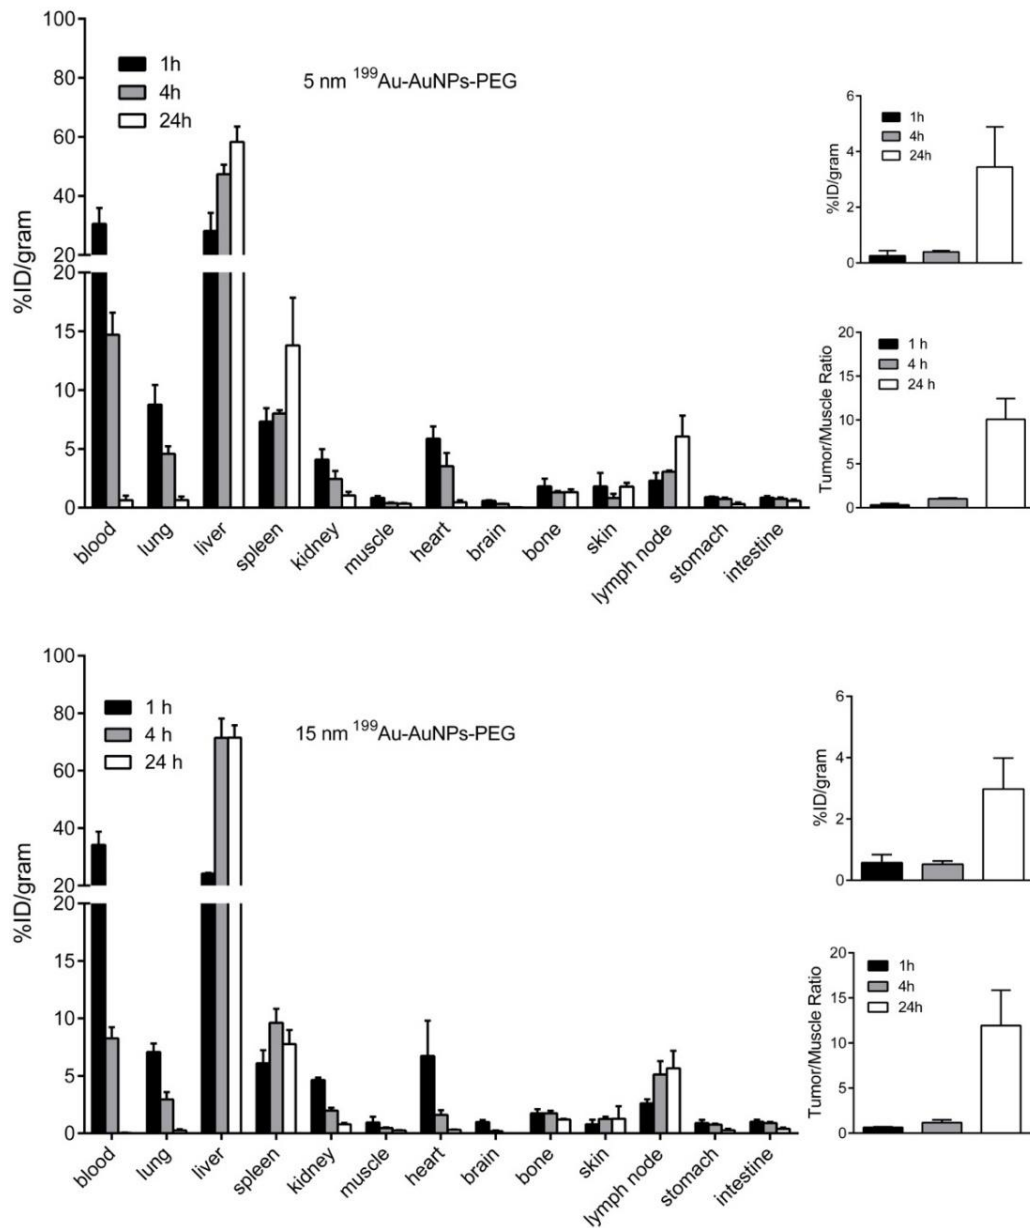 100
80
60
40
20
20
15
10
5
0
%ID/gram
1h
4h
24h
5 nm ¹⁹⁹Au-AuNPs-PEG
blood
lung
liver
spleen
kidney
muscle
heart
brain
bone
skin
lymph node
stomach
intestine
6
4
2
0
%ID/gram
1h
4h
24h
20
15
10
5
0
Tumor/Muscle Ratio
1 h
4 h
24 h
100
80
60
40
20
20
15
10
5
0
%ID/gram
1 h
4 h
24 h
15 nm ¹⁹⁹Au-AuNPs-PEG
blood
lung
liver
spleen
kidney
muscle
heart
brain
bone
skin
lymph node
stomach
intestine
6
4
2
0
%ID/gram
20
15
10
5
0
Tumor/Muscle Ratio
1h
4h
24h